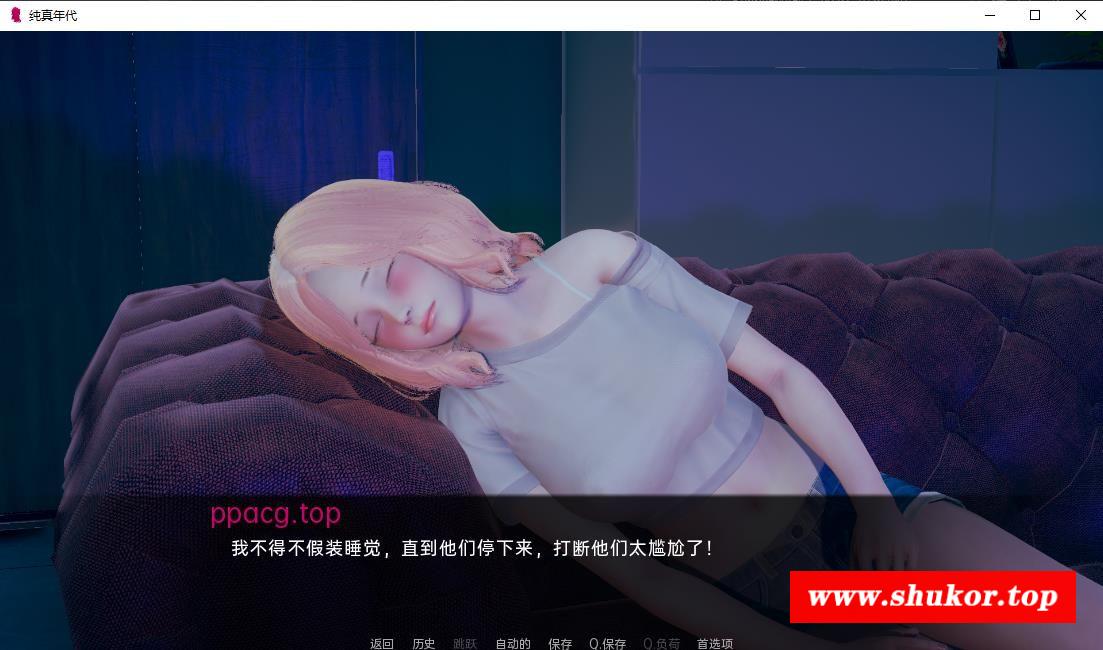 纯真年代
ppacg.top
我不得不假装睡觉，直到他们停下来，打断他们太尴尬了！
www.shukor.top
返回 历史 跳跃 自动的 保存 Q.保存 Q.负荷 首选项